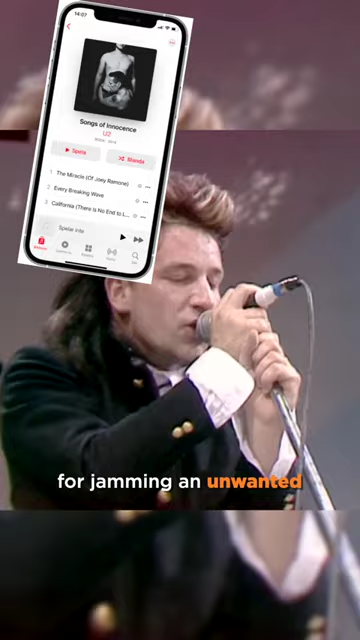 14:07
Songs of Innocence
U2
Spela
Blanda
1 The Miracle (Of Joey Ramone)
2 Every Breaking Wave
3 California (There Is No End to L...
Spelar inte
for jamming an unwanted